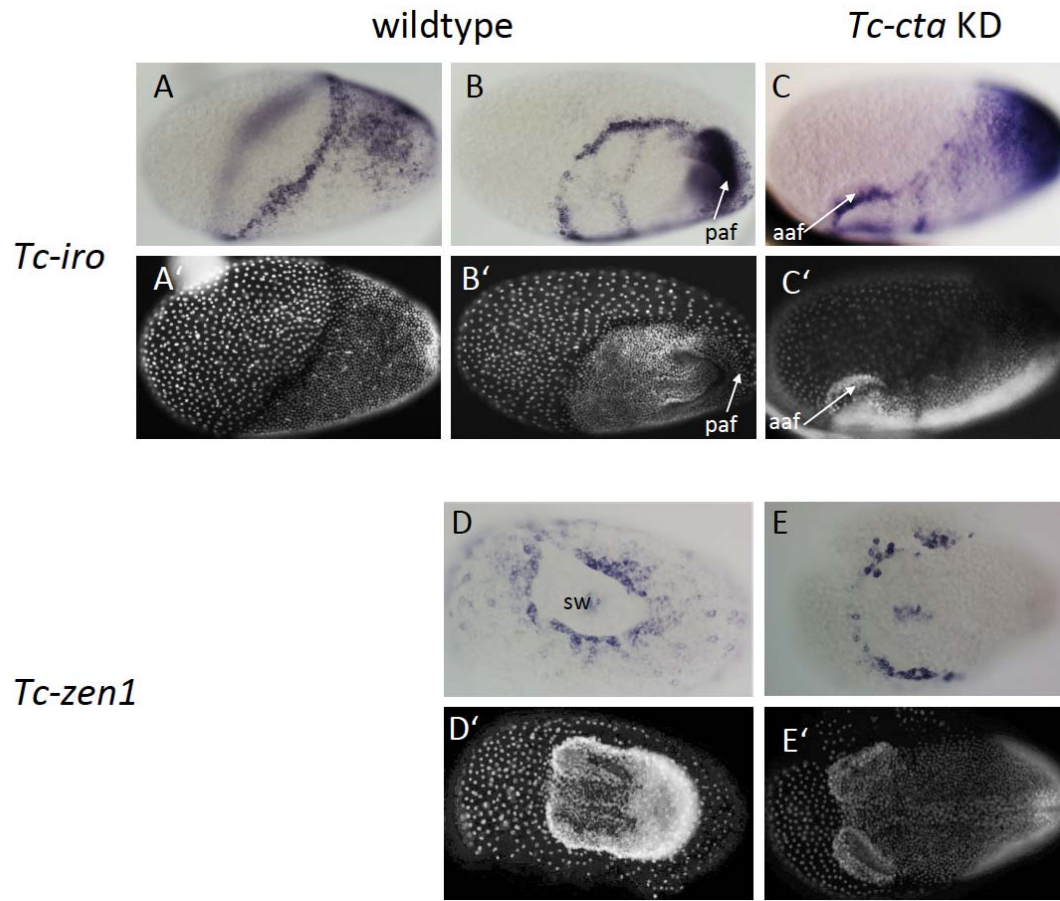 wildtype
Tc-cta KD
A
B
C
paf
aaf
Tc-iro
A‘
B‘
C‘
paf
aaf
D
E
sw
Tc-zen1
D‘
E‘